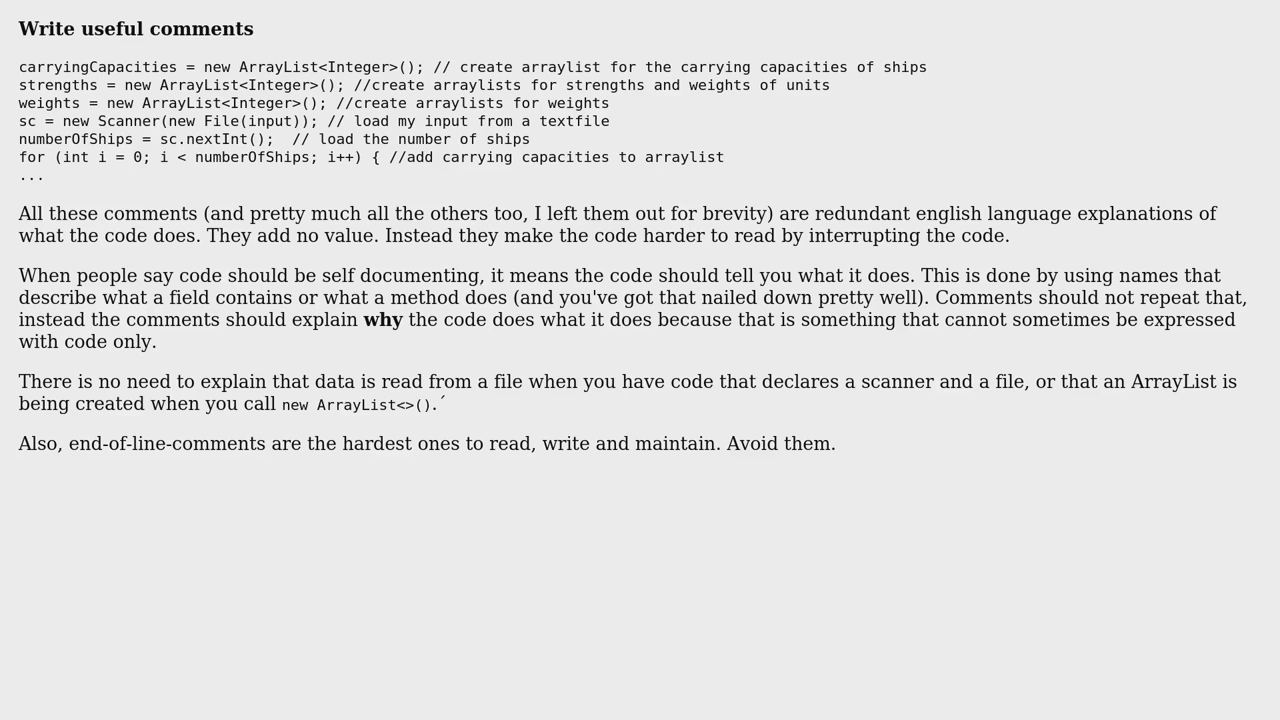 Write useful comments
carryingCapacities = new ArrayList<Integer>(); // create arraylist for the carrying capacities of ships
strengths = new ArrayList<Integer>(); //create arraylists for strengths and weights of units
weights = new ArrayList<Integer>(); //create arraylists for weights
sc = new Scanner(new File(input)); // load my input from a textfile
numberOfShips = sc.nextInt();  // load the number of ships
for (int i = 0; i < numberOfShips; i++) { //add carrying capacities to arraylist
...
All these comments (and pretty much all the others too, I left them out for brevity) are redundant english language explanations of
what the code does. They add no value. Instead they make the code harder to read by interrupting the code.
When people say code should be self documenting, it means the code should tell you what it does. This is done by using names that
describe what a field contains or what a method does (and you've got that nailed down pretty well). Comments should not repeat that,
instead the comments should explain why the code does what it does because that is something that cannot sometimes be expressed
with code only.
There is no need to explain that data is read from a file when you have code that declares a scanner and a file, or that an ArrayList is
being created when you call new ArrayList<>().´
Also, end-of-line-comments are the hardest ones to read, write and maintain. Avoid them.